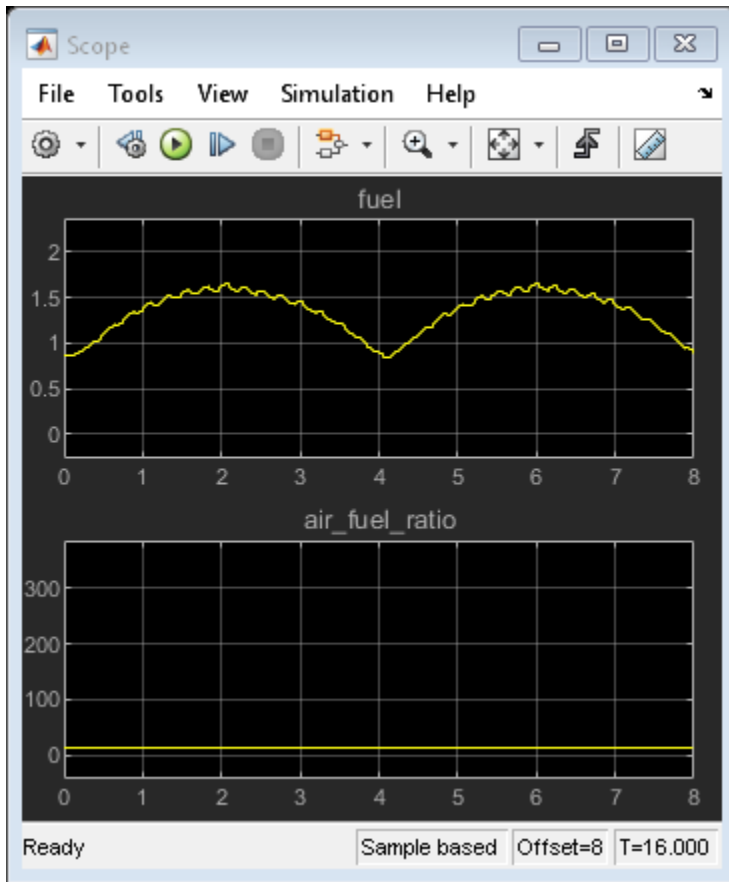 Scope
File Tools View Simulation Help
fuel
2
1.5
1
0.5
0
0 1 2 3 4 5 6 7 8
air_fuel_ratio
300
200
100
0
0 1 2 3 4 5 6 7 8
Ready Sample based Offset=8 T=16.000